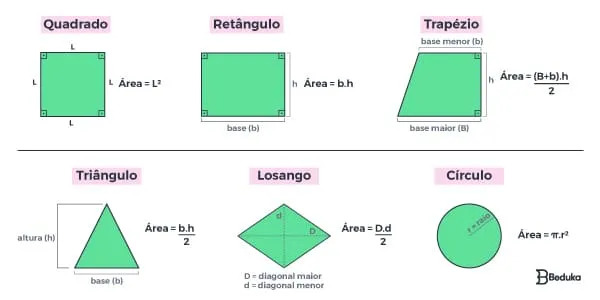 Quadrado
L
L
L
L
Área = L²
Retângulo
h
base (b)
Área = b.h
Trapézio
base menor (b)
h
base maior (B)
Área = (B+b).h
2
Triângulo
altura (h)
base (b)
Área = b.h
2
Losango
d
D
D = diagonal maior
d = diagonal menor
Área = D.d
2
Círculo
r = raio
Área = π.r²
Beduka